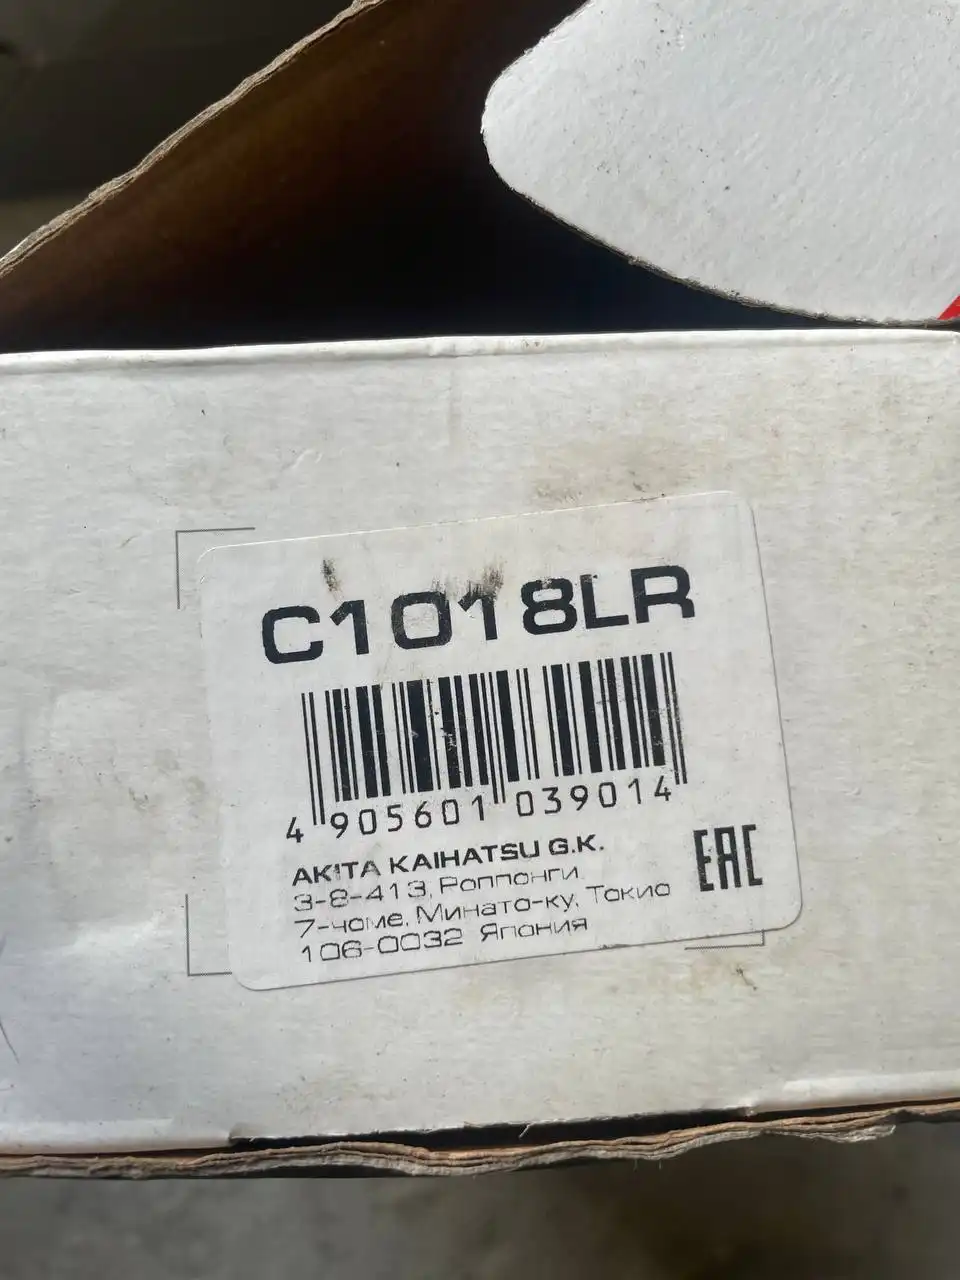 C1018LR
4 905601 039014
AKITA KAIHATSU G.K.
3-8-413, Роппонги,
7-чоме, Минато-ку, Токио
106-0032 Япония
EAC